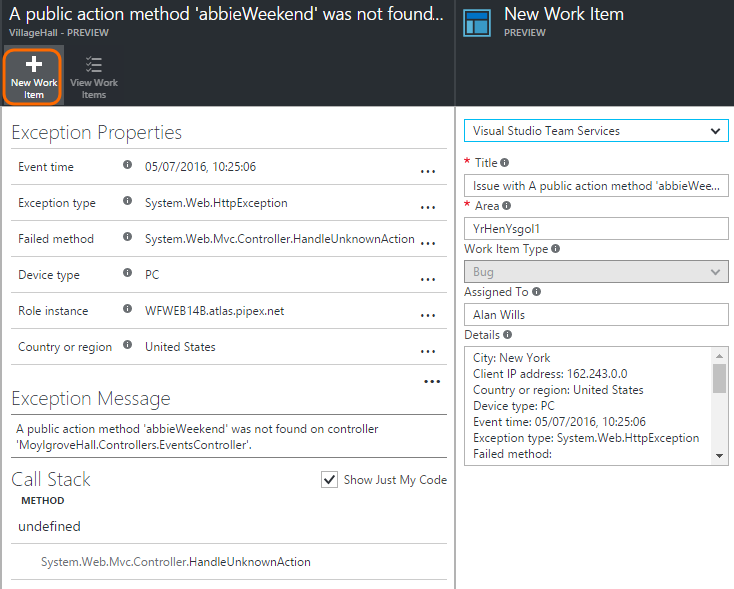 A public action method 'abbieWeekend' was not found...
VillageHall - PREVIEW
New Work
Item
View Work
Items
Exception Properties
Event time 05/07/2016, 10:25:06 ...
Exception type System.Web.HttpException ...
Failed method System.Web.Mvc.Controller.HandleUnknownAction ...
Device type PC ...
Role instance WFWEB14B.atlas.pipex.net ...
Country or region United States ...
...
Exception Message
A public action method 'abbieWeekend' was not found on controller
'MoylgroveHall.Controllers.EventsController'.
Call Stack
Show Just My Code
METHOD
undefined
System.Web.Mvc.Controller.HandleUnknownAction
New Work Item
PREVIEW
Visual Studio Team Services
* Title
Issue with A public action method 'abbieWee...
* Area
YrHenYsgol1
Work Item Type
Bug
Assigned To
Alan Wills
Details
City: New York
Client IP address: 162.243.0.0
Country or region: United States
Device type: PC
Event time: 05/07/2016, 10:25:06
Exception type: System.Web.HttpException
Failed method: